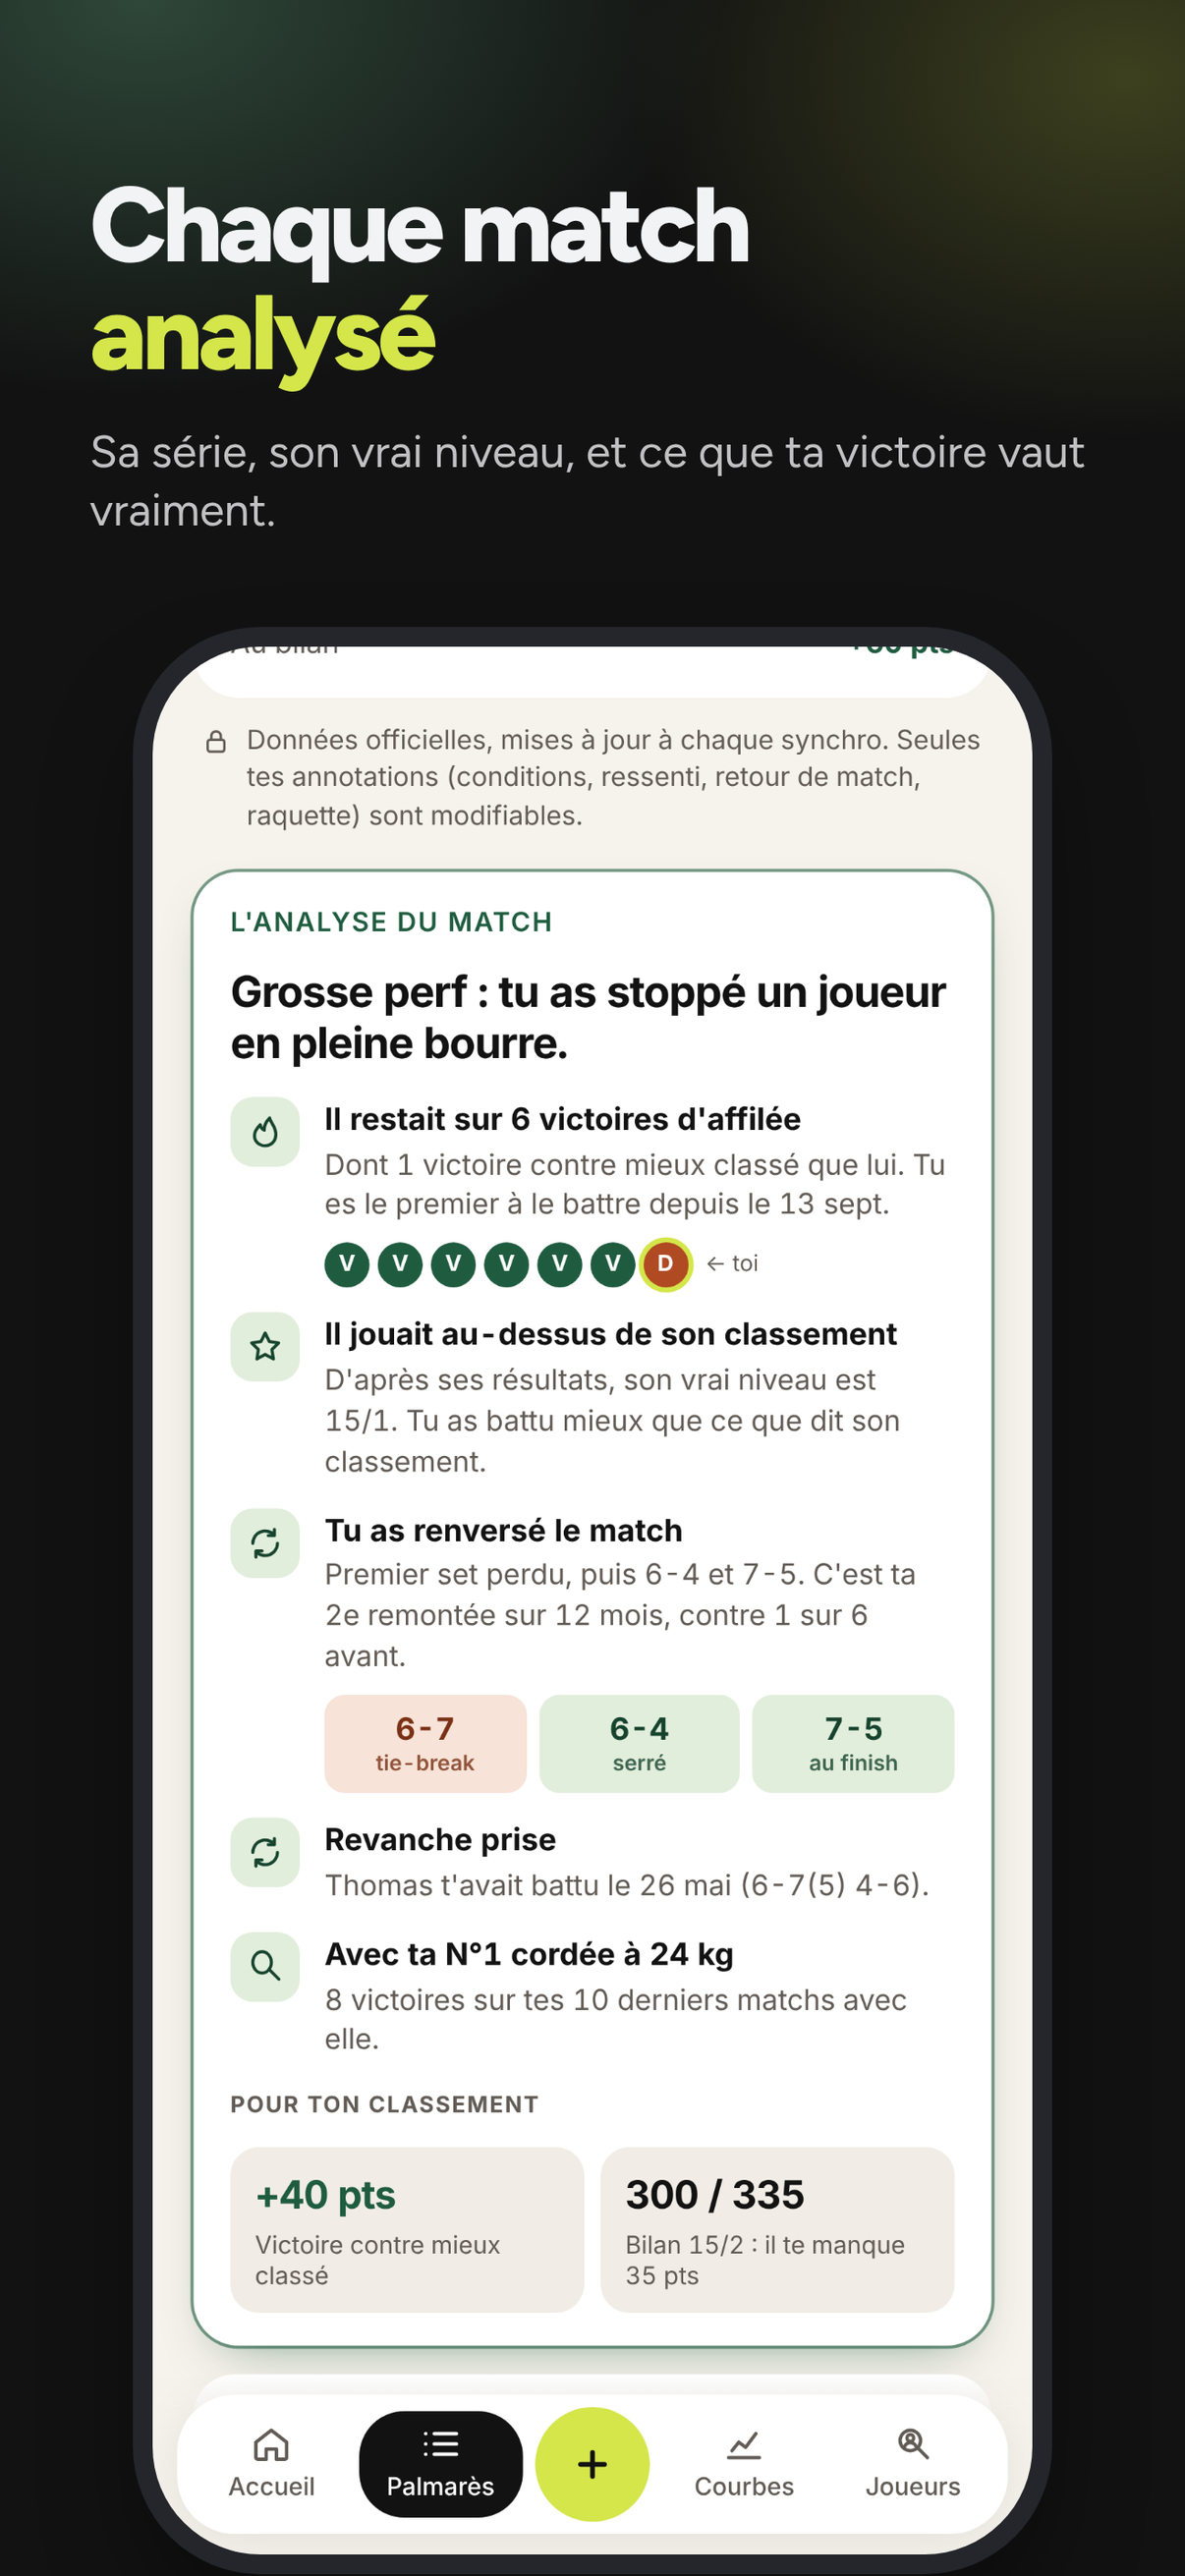 Chaque match
analysé
Sa série, son vrai niveau, et ce que ta victoire vaut
vraiment.
Au bilan
pts
Données officielles, mises à jour à chaque synchro. Seules
tes annotations (conditions, ressenti, retour de match,
raquette) sont modifiables.
L'ANALYSE DU MATCH
Grosse perf : tu as stoppé un joueur
en pleine bourre.
Il restait sur 6 victoires d'affilée
Dont 1 victoire contre mieux classé que lui. Tu
es le premier à le battre depuis le 13 sept.
V V V V V V D ← toi
Il jouait au-dessus de son classement
D'après ses résultats, son vrai niveau est
15/1. Tu as battu mieux que ce que dit son
classement.
Tu as renversé le match
Premier set perdu, puis 6-4 et 7-5. C'est ta
2e remontée sur 12 mois, contre 1 sur 6
avant.
6-7 6-4 7-5
tie-break serré au finish
Revanche prise
Thomas t'avait battu le 26 mai (6-7(5) 4-6).
Avec ta N°1 cordée à 24 kg
8 victoires sur tes 10 derniers matchs avec
elle.
POUR TON CLASSEMENT
+40 pts
Victoire contre mieux
classé
300 / 335
Bilan 15/2 : il te manque
35 pts
Accueil Palmarès + Courbes Joueurs